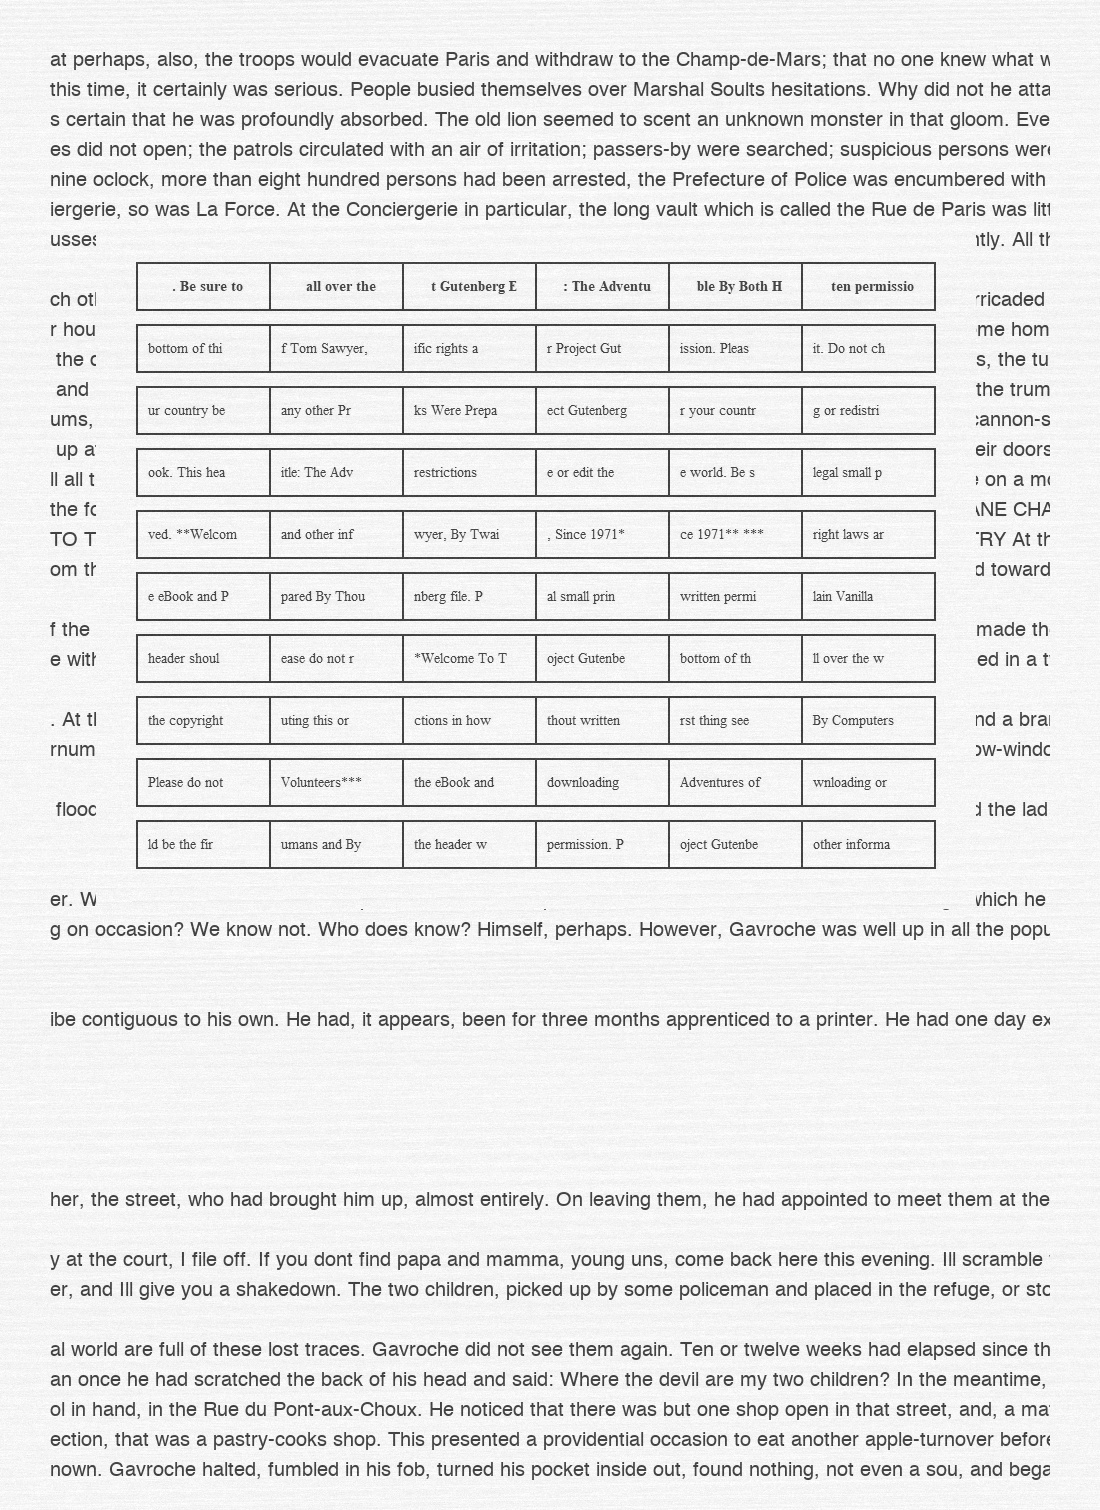 at perhaps, also, the troops would evacuate Paris and withdraw to the Champ-de-Mars; that no one knew what w
this time, it certainly was serious. People busied themselves over Marshal Soults hesitations. Why did not he atta
s certain that he was profoundly absorbed. The old lion seemed to scent an unknown monster in that gloom. Eve
es did not open; the patrols circulated with an air of irritation; passers-by were searched; suspicious persons were
nine oclock, more than eight hundred persons had been arrested, the Prefecture of Police was encumbered with
iergerie, so was La Force. At the Conciergerie in particular, the long vault which is called the Rue de Paris was litt
usses ntly. All th
. Be sure to all over the t Gutenberg E : The Adventu ble By Both H ten permissio
ch oth rricaded
r hou ome hom
bottom of thi f Tom Sawyer, ific rights a r Project Gut ission. Pleas it. Do not ch
the c s, the tu
and the trum
ur country be any other Pr ks Were Prepa ect Gutenberg r your countr g or redistri
ums, cannon-s
up a eir doors
ook. This hea itle: The Adv restrictions e or edit the e world. Be s legal small p
ll all t e on a mo
the fo ANE CHA
ved. **Welcom and other inf wyer, By Twai , Since 1971* ce 1971** *** right laws ar
TO T TRY At th
om th d toward
e eBook and P pared By Thou nberg file. P al small prin written permi lain Vanilla
f the made th
e with ed in a t
header shoul ease do not r *Welcome To T oject Gutenbe bottom of th ll over the w
. At th nd a bra
the copyright uting this or ctions in how thout written rst thing see By Computers
rnum ow-windo
Please do not Volunteers*** the eBook and downloading Adventures of wnloading or
flood d the lad
ld be the fir umans and By the header w permission. P oject Gutenbe other informa
er. W which he
g on occasion? We know not. Who does know? Himself, perhaps. However, Gavroche was well up in all the popu
ibe contiguous to his own. He had, it appears, been for three months apprenticed to a printer. He had one day ex
her, the street, who had brought him up, almost entirely. On leaving them, he had appointed to meet them at the
y at the court, I file off. If you dont find papa and mamma, young uns, come back here this evening. Ill scramble
er, and Ill give you a shakedown. The two children, picked up by some policeman and placed in the refuge, or sto
al world are full of these lost traces. Gavroche did not see them again. Ten or twelve weeks had elapsed since th
an once he had scratched the back of his head and said: Where the devil are my two children? In the meantime,
ol in hand, in the Rue du Pont-aux-Choux. He noticed that there was but one shop open in that street, and, a mat
ection, that was a pastry-cooks shop. This presented a providential occasion to eat another apple-turnover before
nown. Gavroche halted, fumbled in his fob, turned his pocket inside out, found nothing, not even a sou, and bega